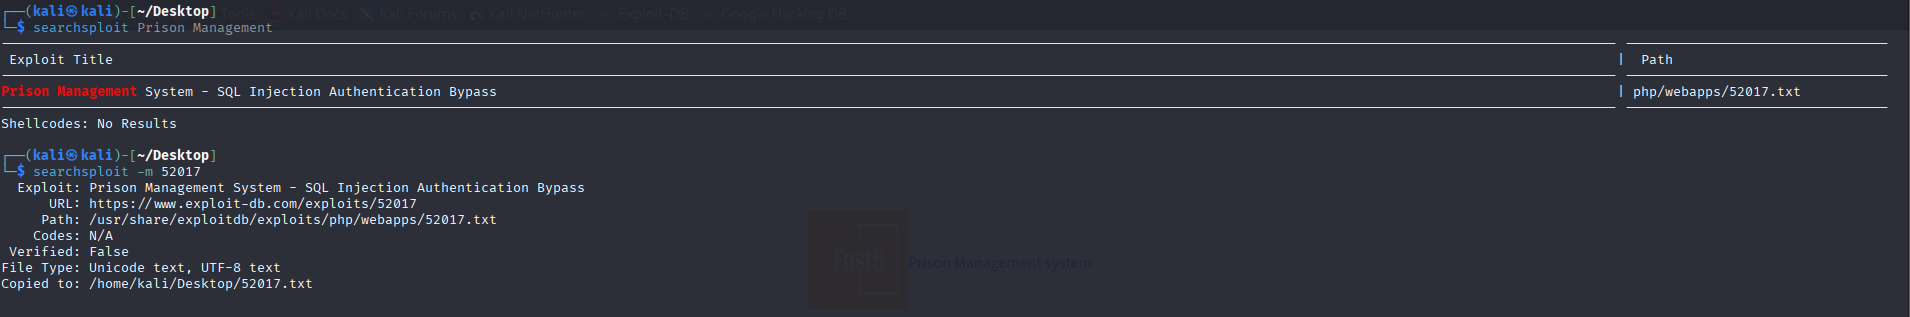 Tools Kali Docs Kali Forums Kali NetHunter Exploit-DB Google Hacking DB
┌──(kali㉿kali)-[~/Desktop]
└─$ searchsploit Prison Management
Exploit Title | Path
Prison Management System - SQL Injection Authentication Bypass | php/webapps/52017.txt
Shellcodes: No Results
┌──(kali㉿kali)-[~/Desktop]
└─$ searchsploit -m 52017
Exploit: Prison Management System - SQL Injection Authentication Bypass
URL: https://www.exploit-db.com/exploits/52017
Path: /usr/share/exploitdb/exploits/php/webapps/52017.txt
Codes: N/A
Verified: False
File Type: Unicode text, UTF-8 text
Copied to: /home/kali/Desktop/52017.txt
Fast5
Prison Management system